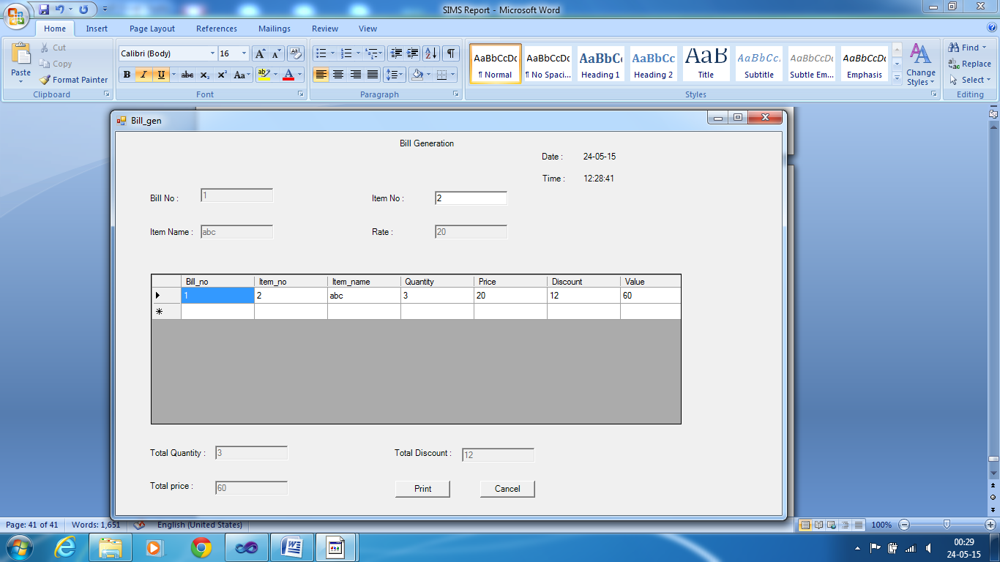 SIMS Report - Microsoft Word
Home Insert Page Layout References Mailings Review View
Paste
Cut
Copy
Format Painter
Clipboard
Calibri (Body) 16
Font
Paragraph
AaBbCcDc AaBbCcDc AaBbC AaBbCc AaB AaBbCc. AaBbCcDc AaBbCcDc
¶ Normal ¶ No Spaci... Heading 1 Heading 2 Title Subtitle Subtle Em... Emphasis
Change Styles
Styles
Find
Replace
Select
Editing
Bill_gen
Bill Generation
Date : 24-05-15
Time : 12:28:41
Bill No : 1 Item No : 2
Item Name : abc Rate : 20
Bill_no Item_no Item_name Quantity Price Discount Value
1 2 abc 3 20 12 60
Total Quantity : 3 Total Discount : 12
Total price : 60 Print Cancel
Page: 41 of 41 Words: 1,651 English (United States) 100%
00:29
24-05-15